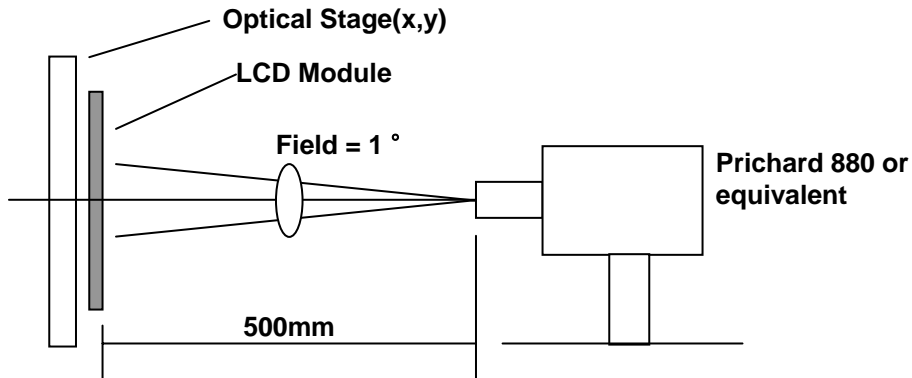 Optical Stage(x,y)
LCD Module
Field = 1 °
Prichard 880 or
equivalent
500mm